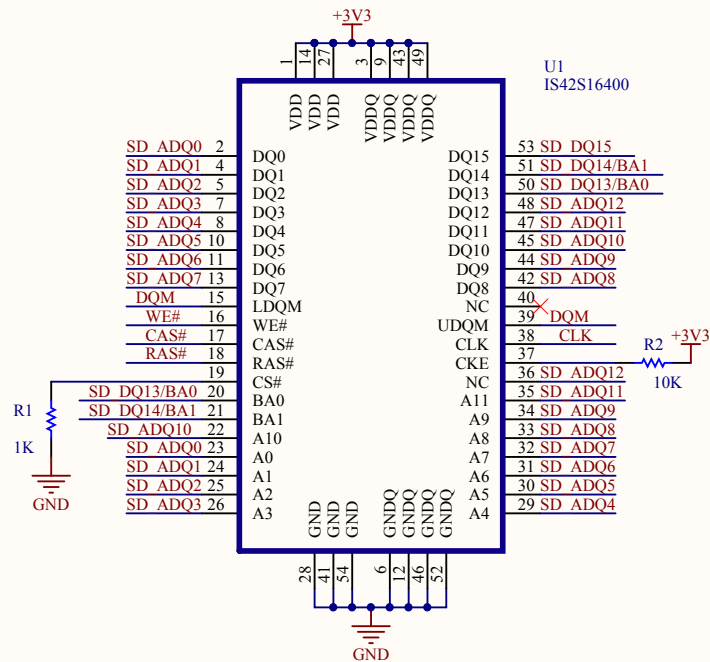 +3V3
1 14 27 3 9 43 49
U1
IS42S16400
VDD VDD VDD VDDQ VDDQ VDDQ VDDQ
SD_ADQ0 2 DQ0 DQ15 53 SD_DQ15
SD_ADQ1 4 DQ1 DQ14 51 SD_DQ14/BA1
SD_ADQ2 5 DQ2 DQ13 50 SD_DQ13/BA0
SD_ADQ3 7 DQ3 DQ12 48 SD_ADQ12
SD_ADQ4 8 DQ4 DQ11 47 SD_ADQ11
SD_ADQ5 10 DQ5 DQ10 45 SD_ADQ10
SD_ADQ6 11 DQ6 DQ9 44 SD_ADQ9
SD_ADQ7 13 DQ7 DQ8 42 SD_ADQ8
DQM 15 LDQM NC 40
WE# 16 WE# UDQM 39 DQM
CAS# 17 CAS# CLK 38 CLK
RAS# 18 RAS# CKE 37 R2 10K +3V3
19 CS# NC 36 SD_ADQ12
SD_DQ13/BA0 20 BA0 A11 35 SD_ADQ11
R1 SD_DQ14/BA1 21 BA1 A9 34 SD_ADQ9
1K SD_ADQ10 22 A10 A8 33 SD_ADQ8
SD_ADQ0 23 A0 A7 32 SD_ADQ7
SD_ADQ1 24 A1 A6 31 SD_ADQ6
GND SD_ADQ2 25 A2 A5 30 SD_ADQ5
SD_ADQ3 26 A3 A4 29 SD_ADQ4
GND GND GND GNDQ GNDQ GNDQ GNDQ
28 41 54 6 12 46 52
GND